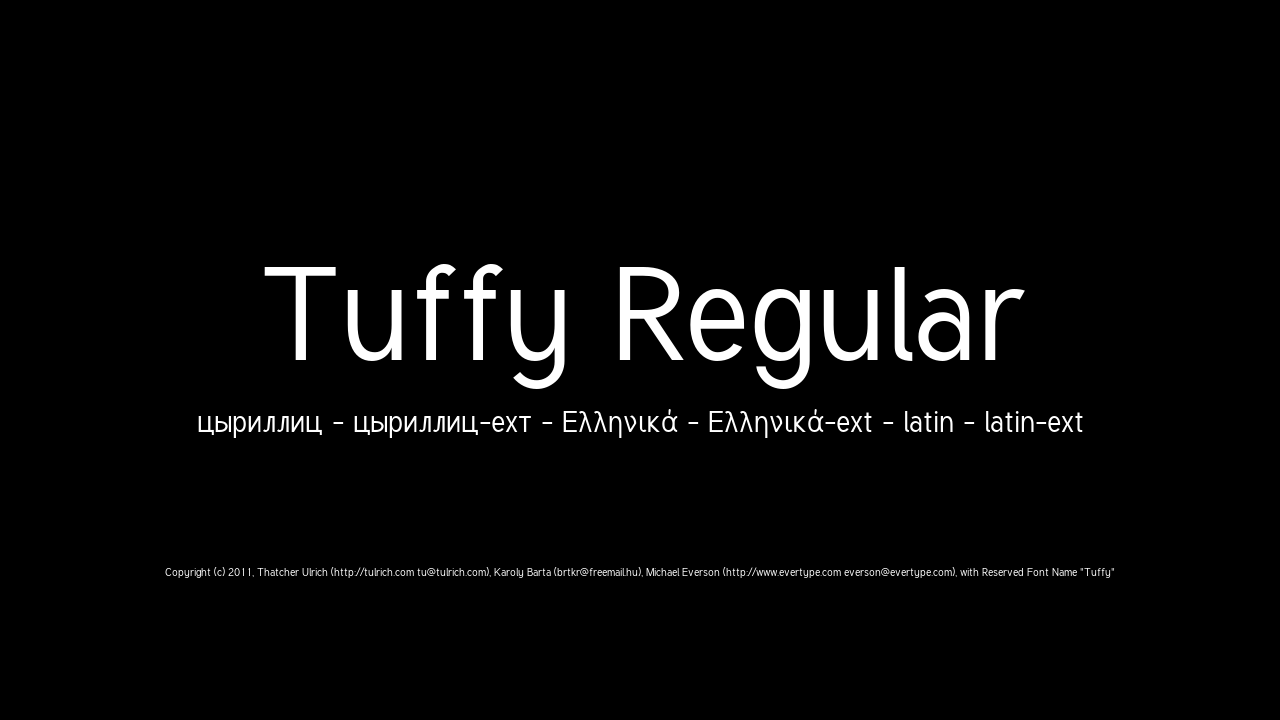 Tuffy Regular
цыриллиц - цыриллиц-ехт - Ελληνικά - Ελληνικά-ext - latin - latin-ext
Copyright (c) 2011, Thatcher Ulrich (http://tulrich.com tu@tulrich.com), Karoly Barta (brtkr@freemail.hu), Michael Everson (http://www.evertype.com everson@evertype.com), with Reserved Font Name "Tuffy"